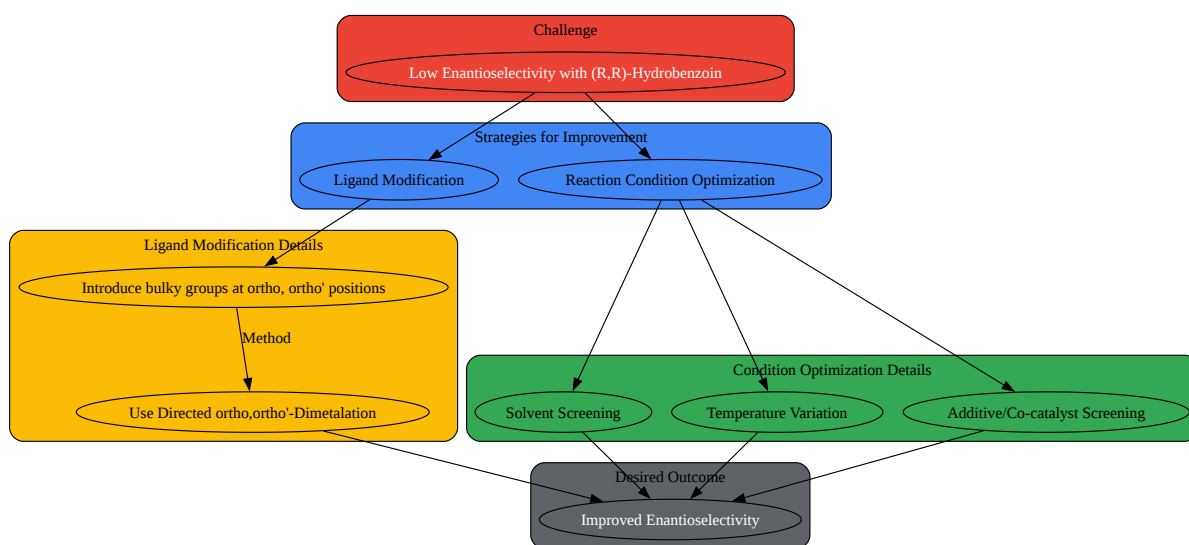 Challenge
Low Enantioselectivity with (R,R)-Hydrobenzoin
Strategies for Improvement
Ligand Modification
Reaction Condition Optimization
Ligand Modification Details
Introduce bulky groups at ortho, ortho' positions
Method
Use Directed ortho,ortho'-Dimetalation
Condition Optimization Details
Solvent Screening
Temperature Variation
Additive/Co-catalyst Screening
Desired Outcome
Improved Enantioselectivity